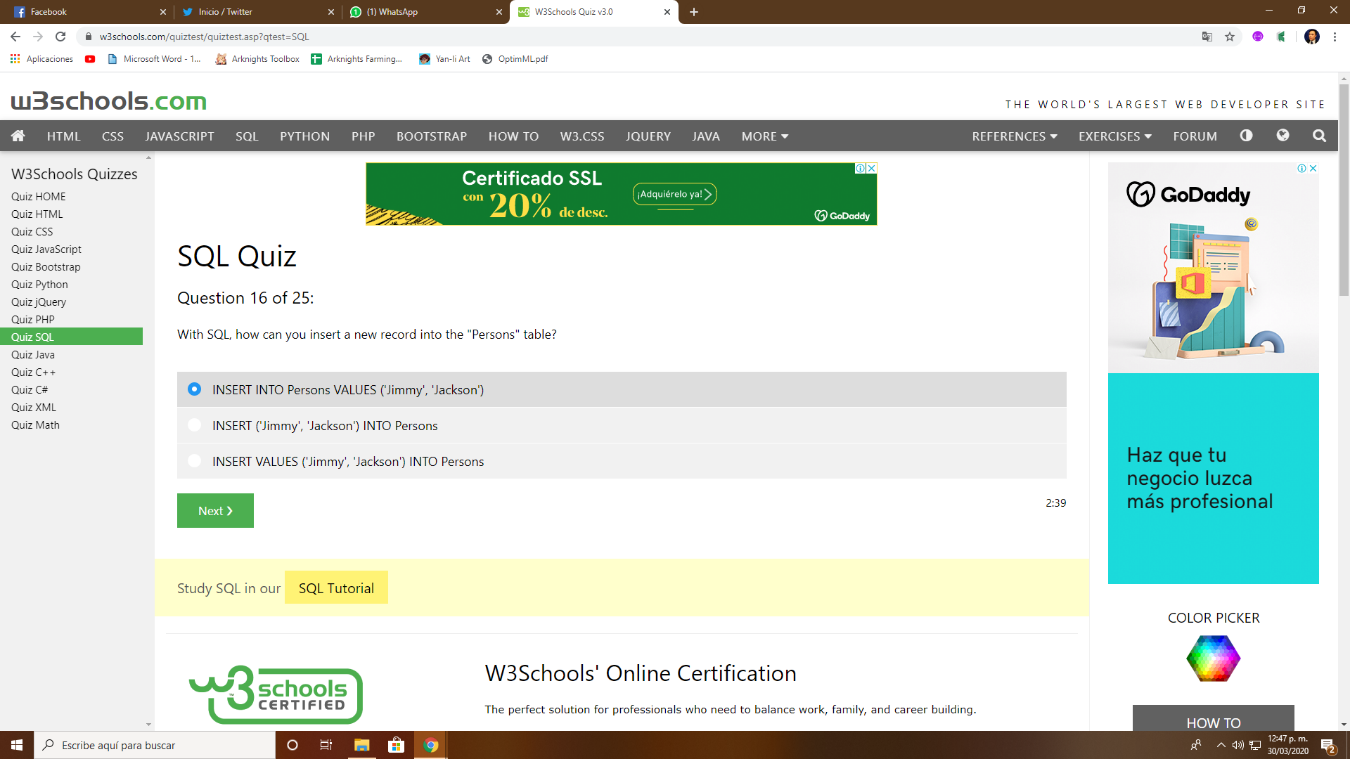 Facebook
Inicio / Twitter
(1) WhatsApp
W3Schools Quiz v3.0
w3schools.com/quiztest/quiztest.asp?qtest=SQL
Aplicaciones
Microsoft Word - 1...
Arknights Toolbox
Arknights Farming...
Yan-li Art
OptimML.pdf
w3schools.com
THE WORLD'S LARGEST WEB DEVELOPER SITE
HTML CSS JAVASCRIPT SQL PYTHON PHP BOOTSTRAP HOW TO W3.CSS JQUERY JAVA MORE
REFERENCES EXERCISES FORUM
W3Schools Quizzes
Quiz HOME
Quiz HTML
Quiz CSS
Quiz JavaScript
Quiz Bootstrap
Quiz Python
Quiz jQuery
Quiz PHP
Quiz SQL
Quiz Java
Quiz C++
Quiz C#
Quiz XML
Quiz Math
Certificado SSL
con 20% de desc.
¡Adquiérelo ya!
GoDaddy
SQL Quiz
Question 16 of 25:
With SQL, how can you insert a new record into the "Persons" table?
INSERT INTO Persons VALUES ('Jimmy', 'Jackson')
INSERT ('Jimmy', 'Jackson') INTO Persons
INSERT VALUES ('Jimmy', 'Jackson') INTO Persons
Next ❯
2:39
Study SQL in our SQL Tutorial
w3schools
CERTIFIED
W3Schools' Online Certification
The perfect solution for professionals who need to balance work, family, and career building.
GoDaddy
Haz que tu
negocio luzca
más profesional
COLOR PICKER
HOW TO
Escribe aquí para buscar
12:47 p. m.
30/03/2020
2